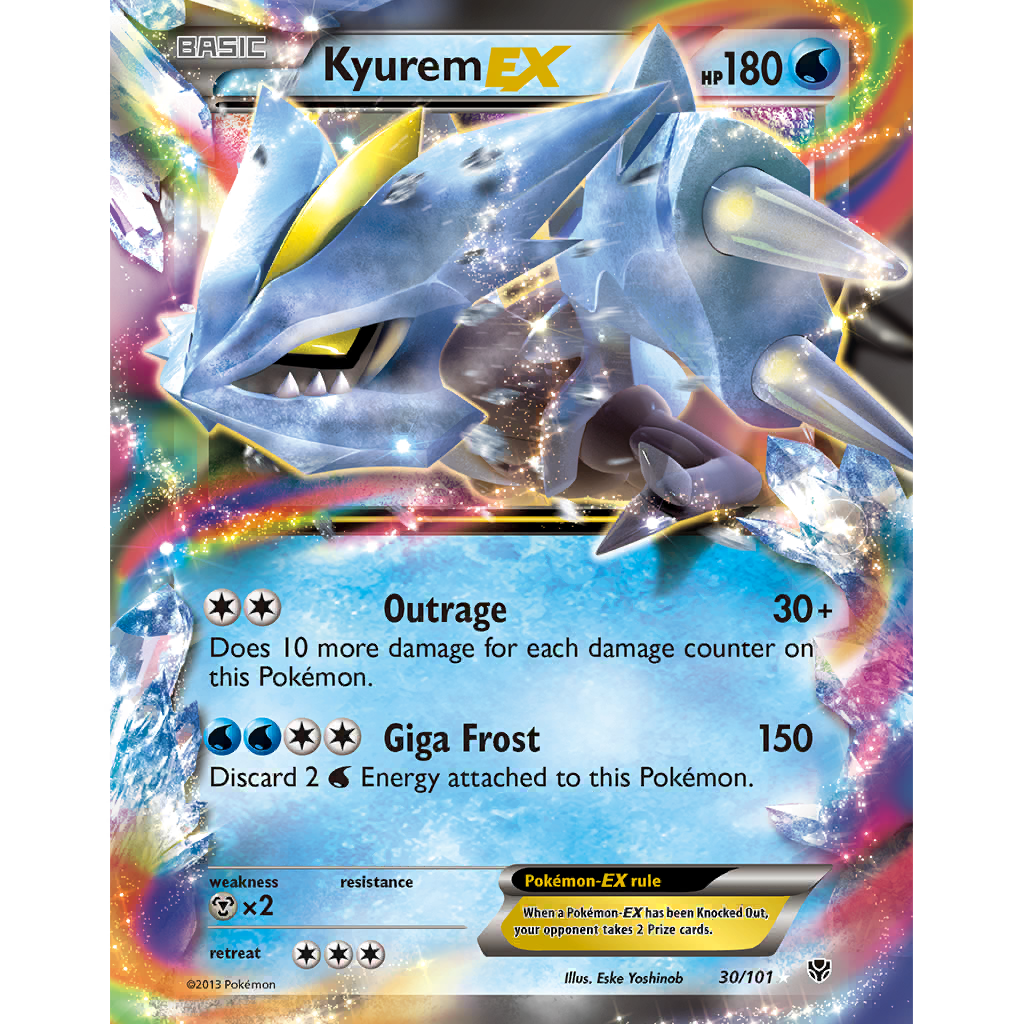 BASIC
Kyurem EX
HP 180
Outrage 30+
Does 10 more damage for each damage counter on
this Pokémon.
Giga Frost 150
Discard 2 Energy attached to this Pokémon.
weakness resistance
×2
retreat
Pokémon-EX rule
When a Pokémon-EX has been Knocked Out,
your opponent takes 2 Prize cards.
Illus. Eske Yoshinob 30/101
©2013 Pokémon